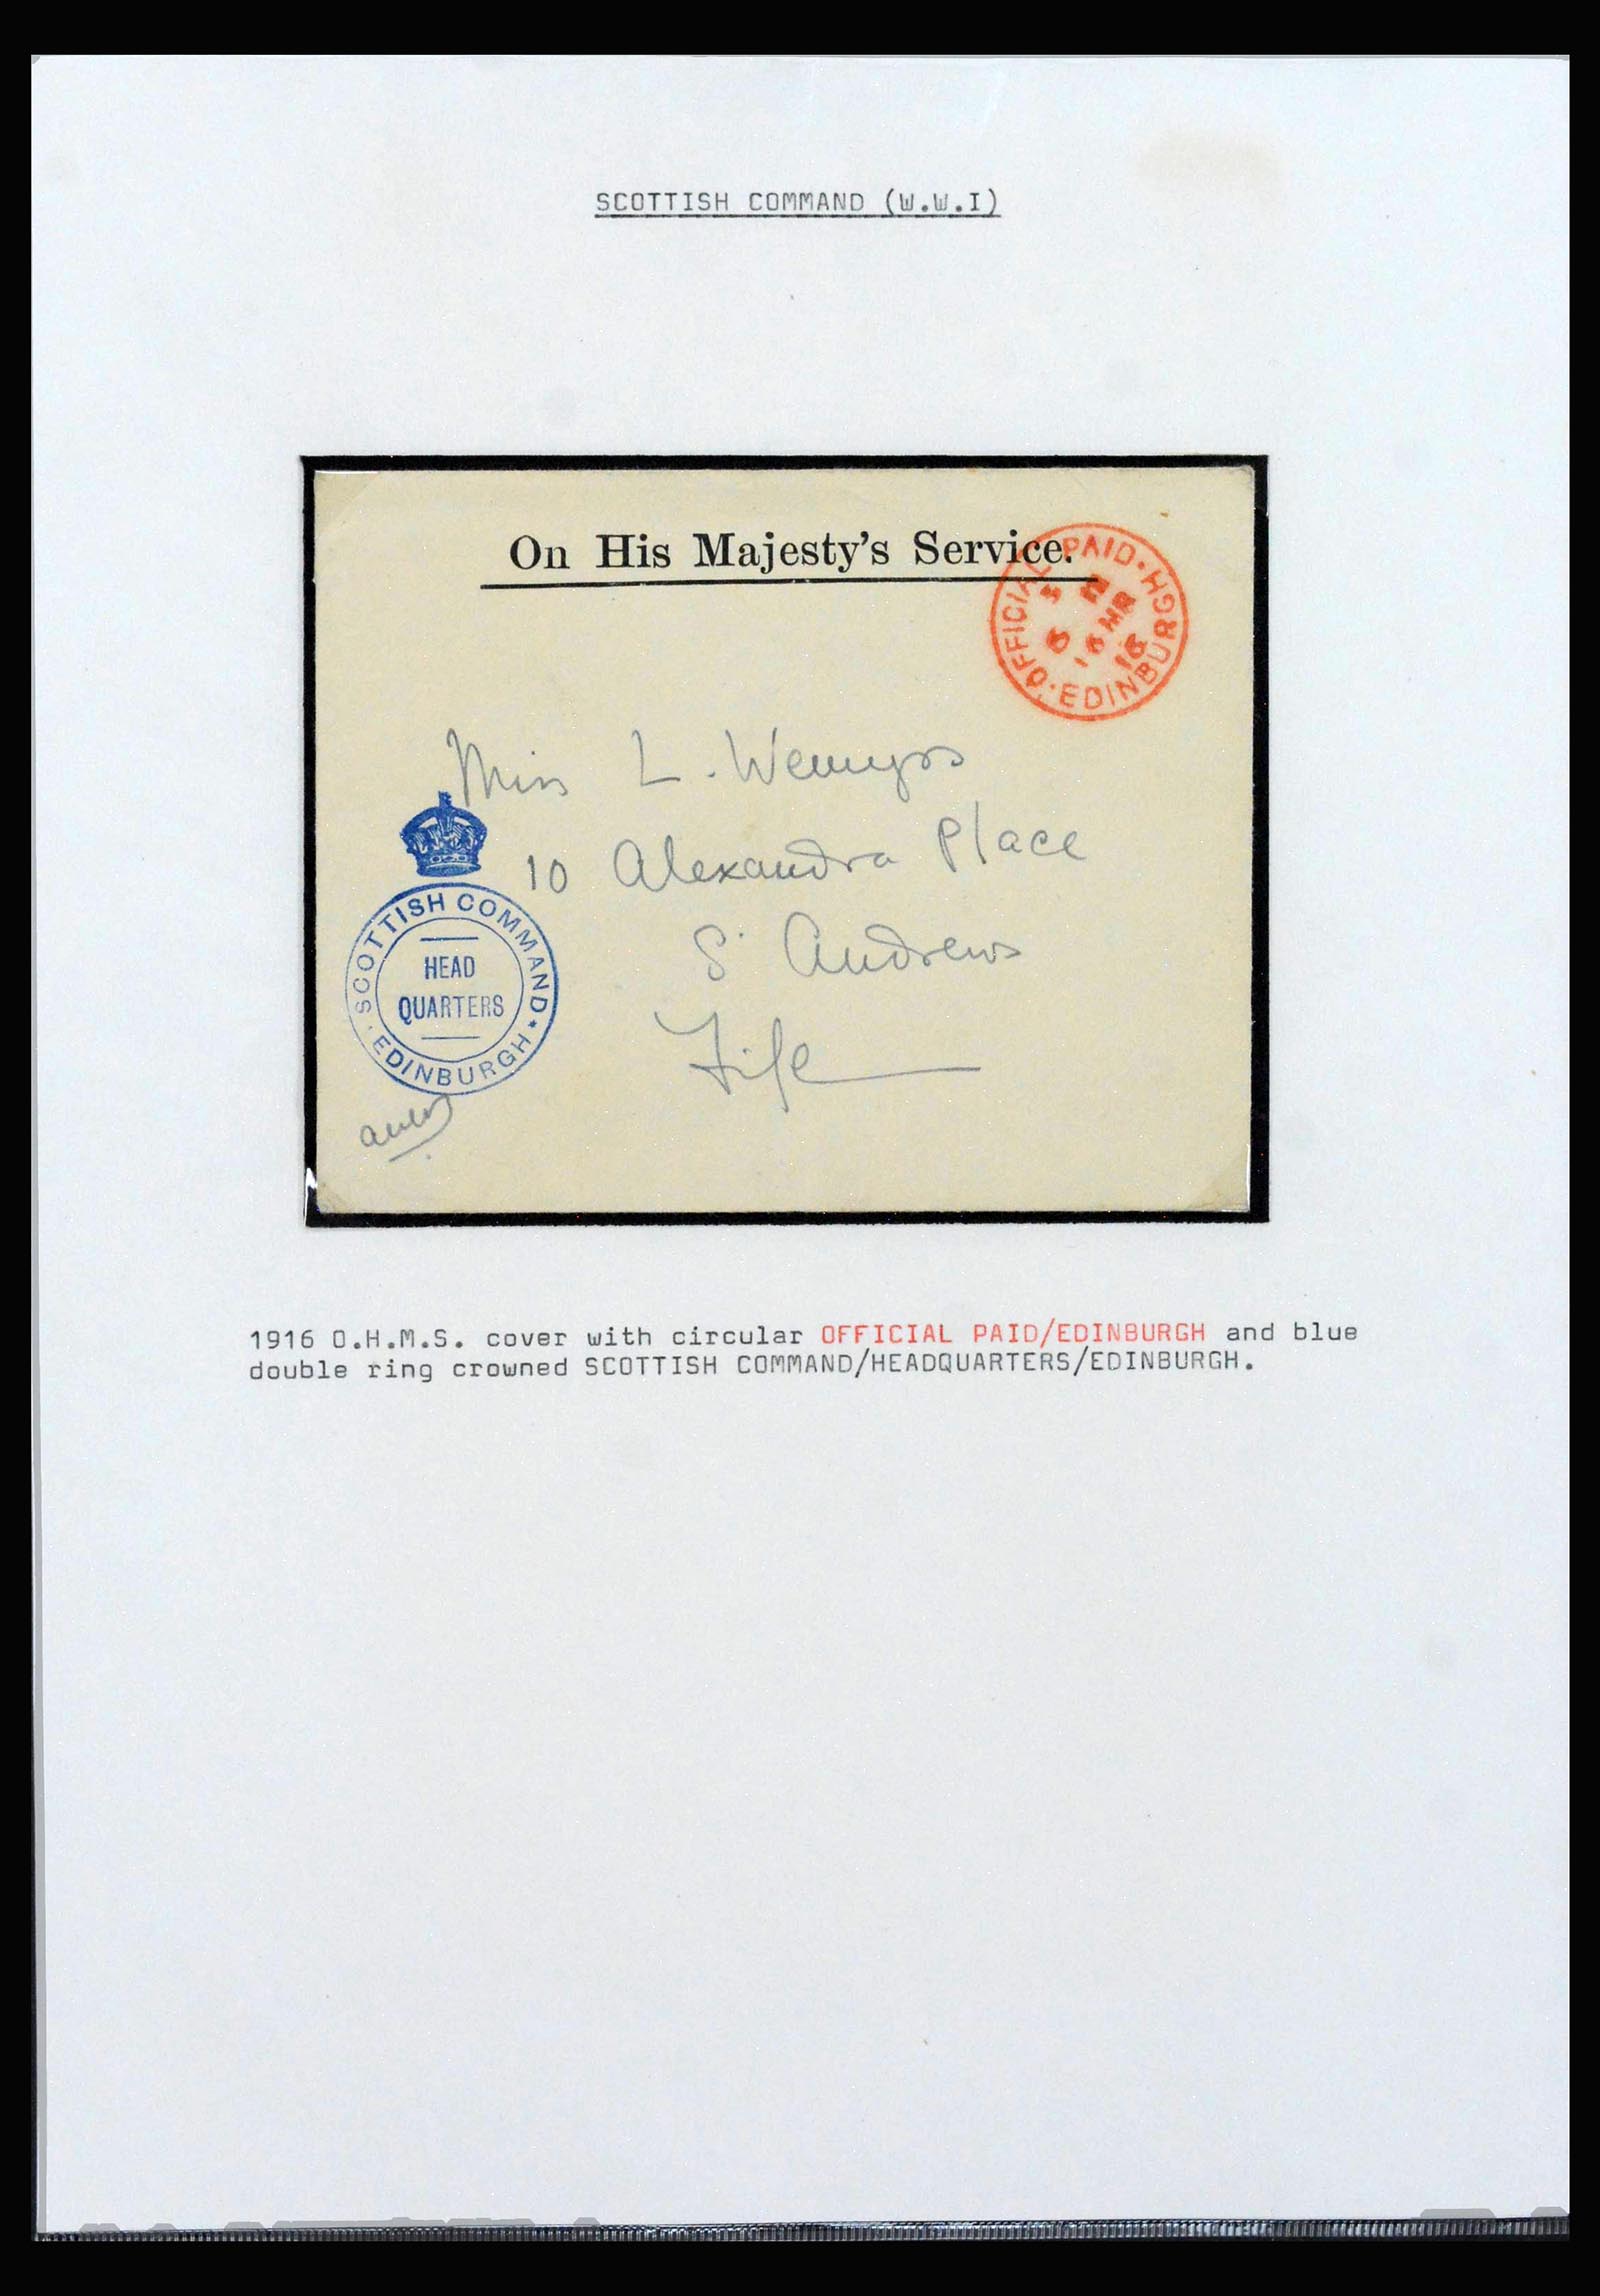 SCOTTISH COMMAND (W.W.I)
On His Majesty's Service.
OFFICIAL PAID · EDINBURGH · EDINBURGH ·
MR
Miss L. Wemyss
10 Alexandra Place
St Andrews
Fife
SCOTTISH COMMAND
HEAD
QUARTERS
EDINBURGH
1916 O.H.M.S. cover with circular OFFICIAL PAID/EDINBURGH and blue
double ring crowned SCOTTISH COMMAND/HEADQUARTERS/EDINBURGH.